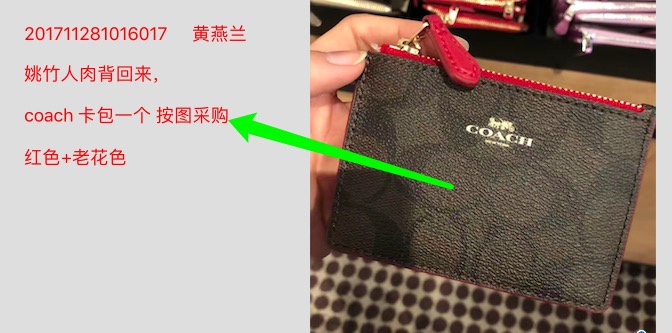 201711281016017 黄燕兰
姚竹人肉背回来，
coach 卡包一个 按图采购
红色+老花色
COACH
NEW YORK